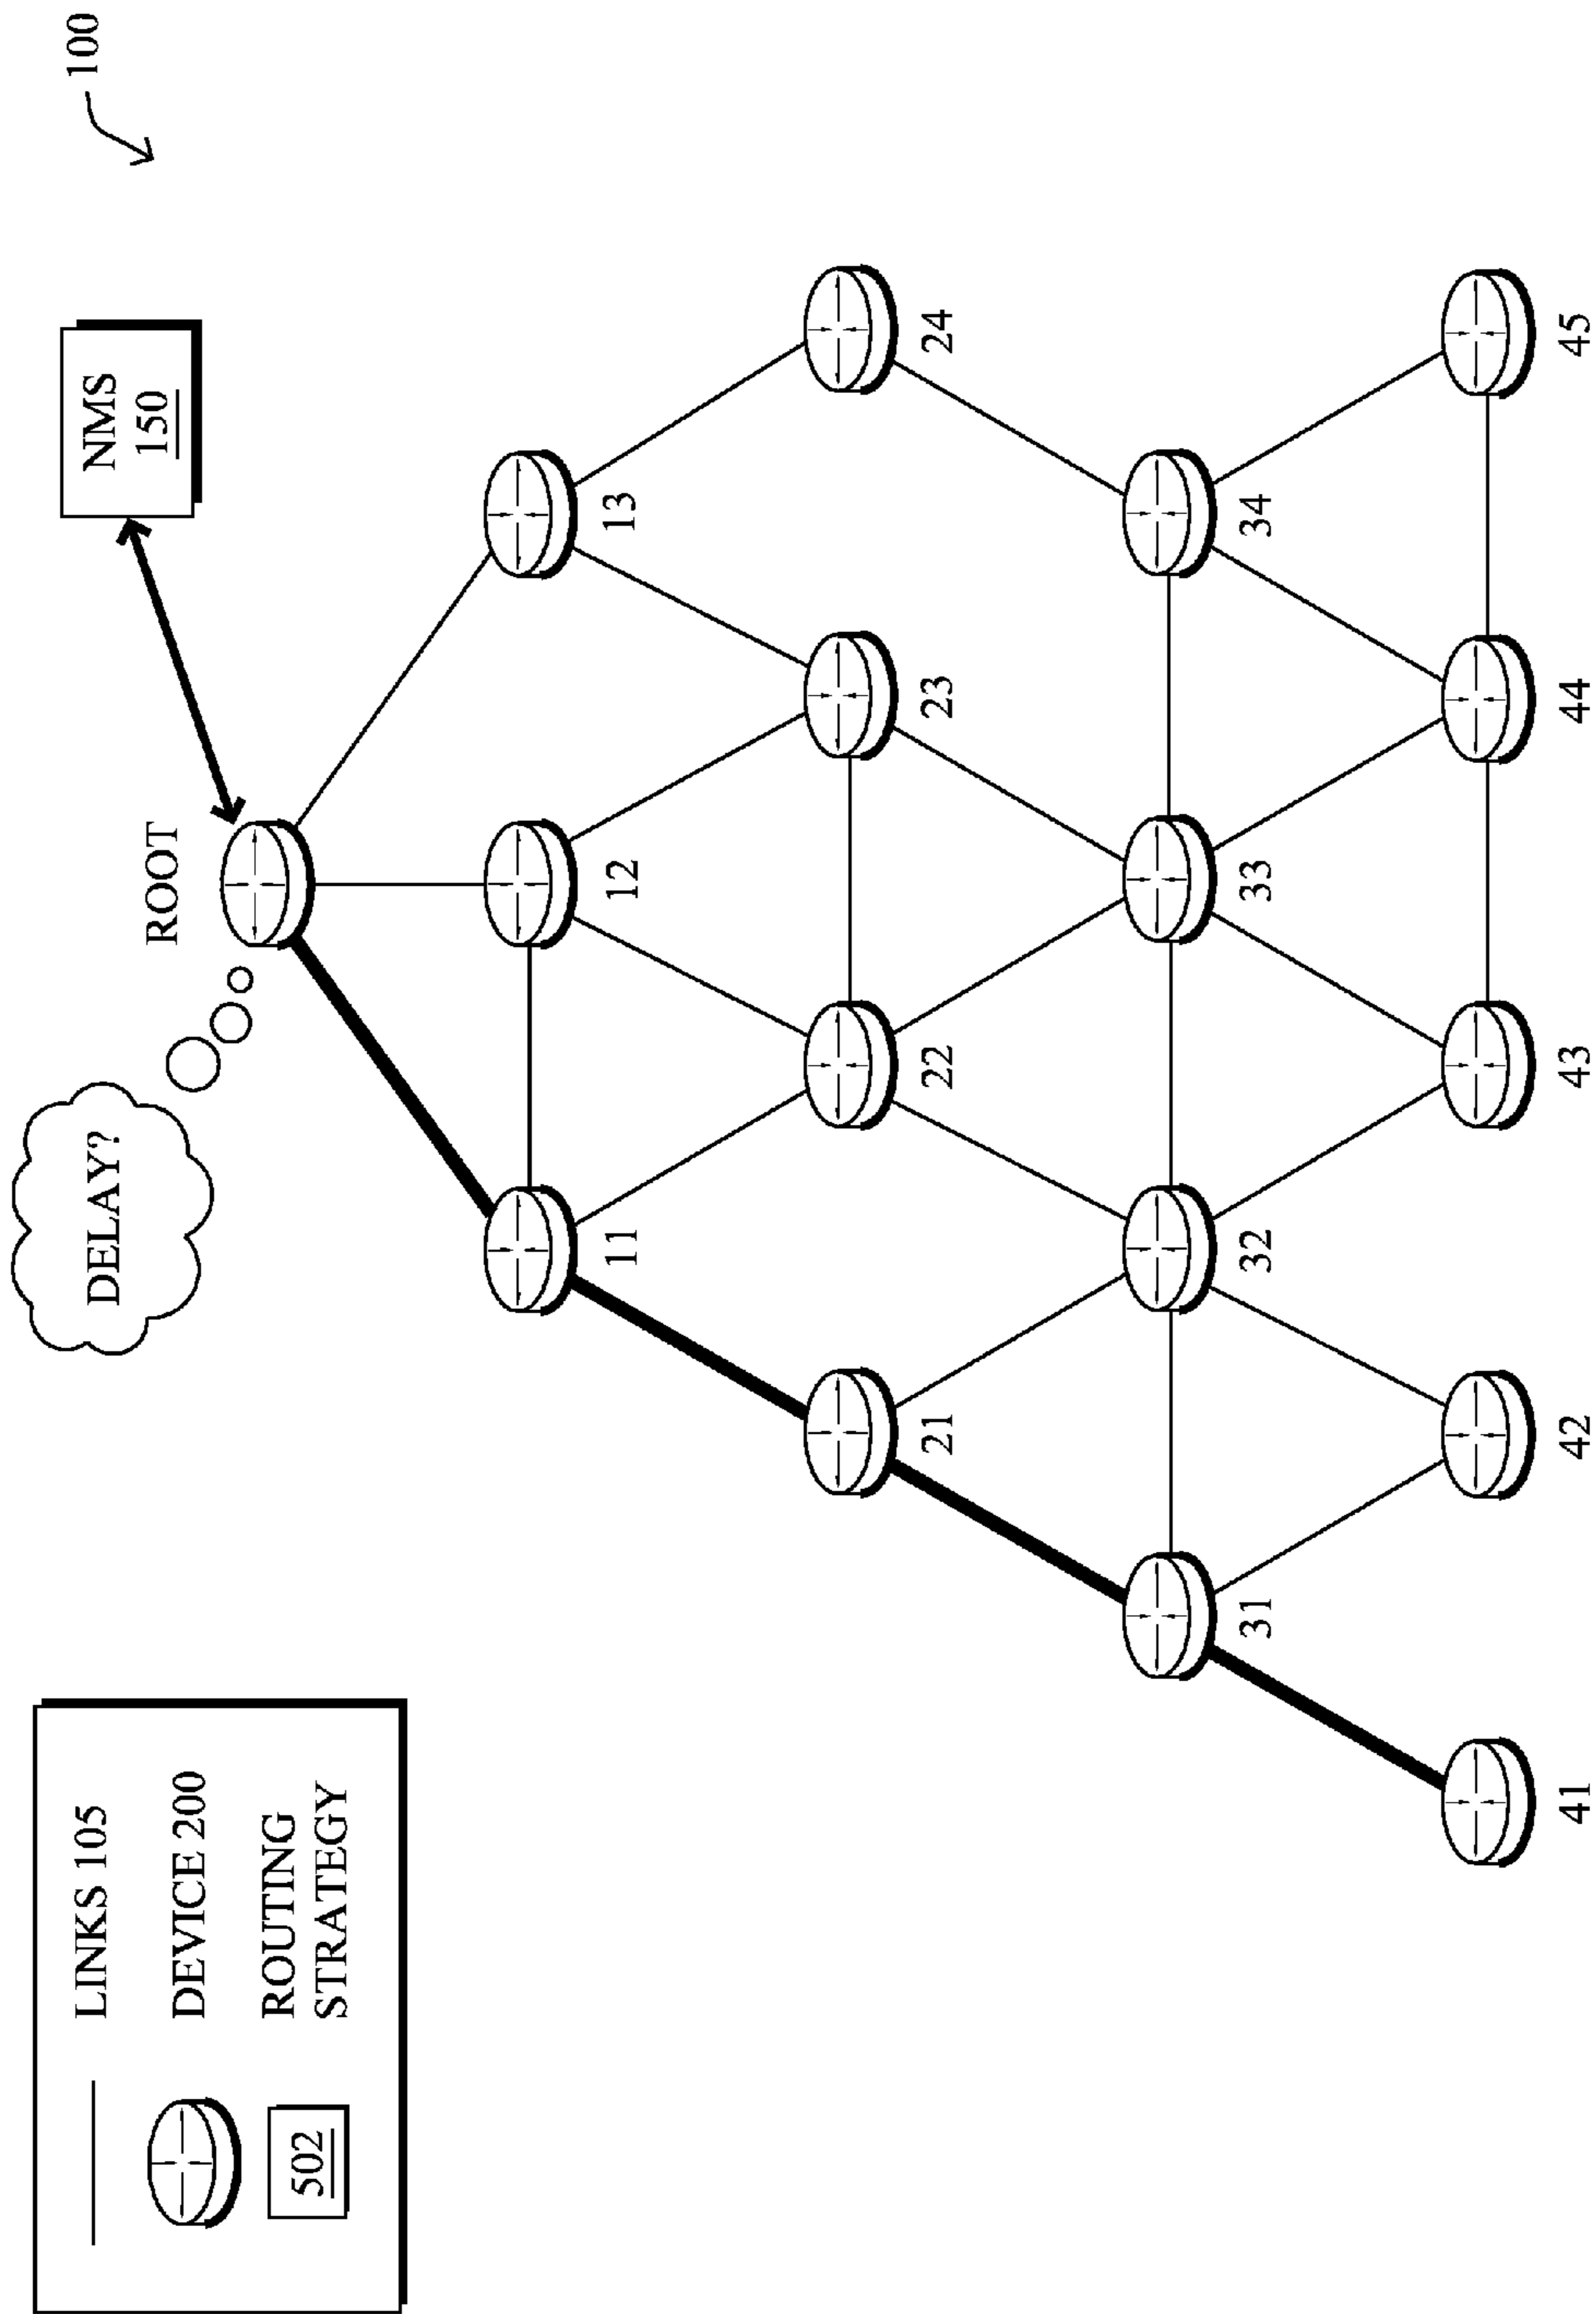 LINKS 105
DEVICE 200
502
ROUTING
STRATEGY
DELAY?
ROOT
NMS
150
100
11
12
13
21
22
23
24
31
32
33
34
41
42
43
44
45